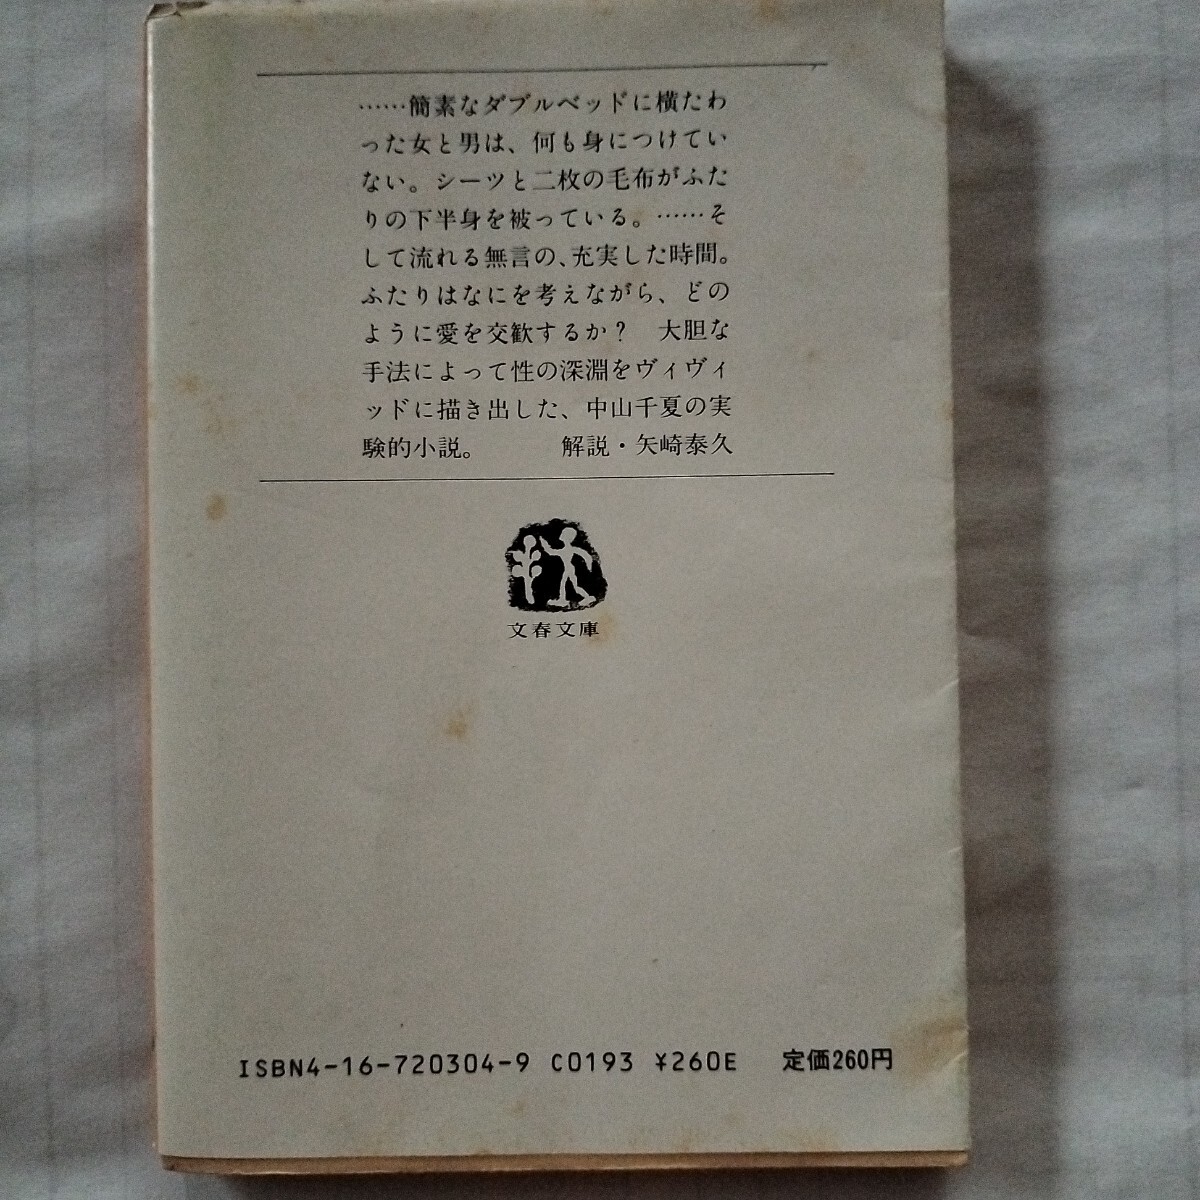 ……簡素なダブルベッドに横たわ
った女と男は、何も身につけてい
ない。シーツと二枚の毛布がふた
りの下半身を被っている。……そ
して流れる無言の、充実した時間。
ふたりはなにを考えながら、どの
ように愛を交歓するか？　大胆な
手法によって性の深淵をヴィヴィ
ッドに描き出した、中山千夏の実
験的小説。　　　解説・矢崎泰久
文春文庫
ISBN4-16-720304-9 C0193 ¥260E 定価260円